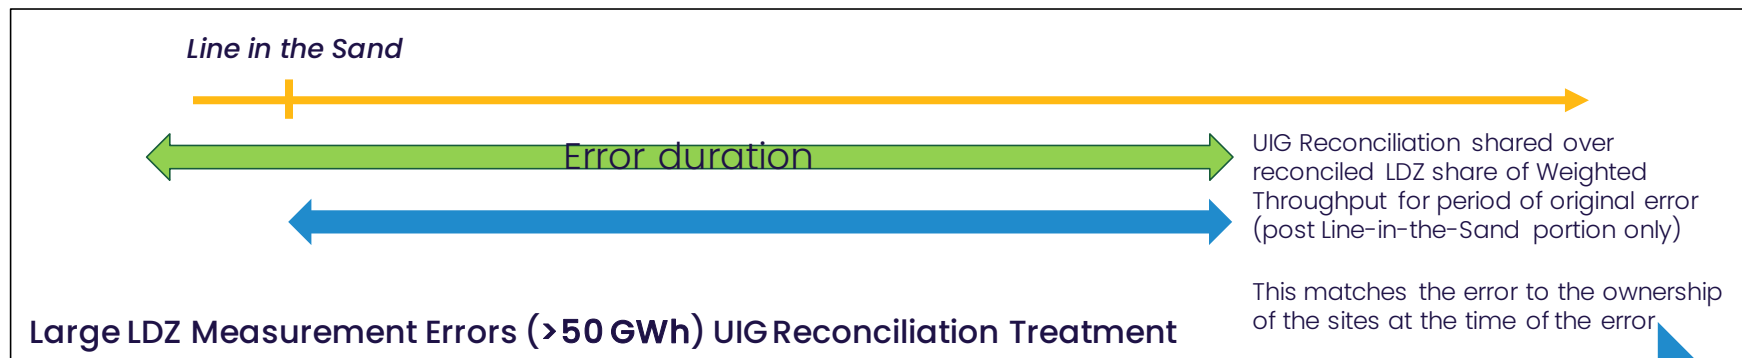 Line in the Sand
Error duration
UIG Reconciliation shared over
reconciled LDZ share of Weighted
Throughput for period of original error
(post Line-in-the-Sand portion only)
This matches the error to the ownership
of the sites at the time of the error
Large LDZ Measurement Errors (>50 GWh) UIG Reconciliation Treatment